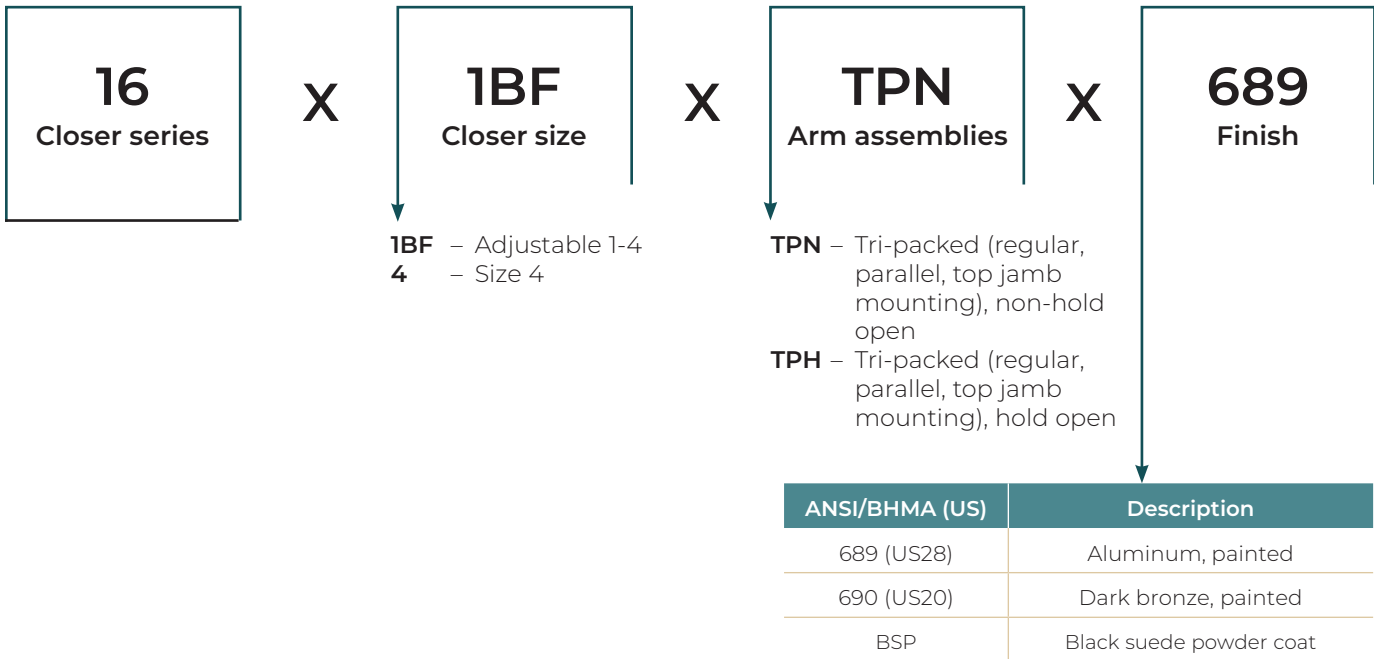 16 X 1BF X TPN X 689
Closer series Closer size Arm assemblies Finish
1BF – Adjustable 1-4
4 – Size 4
TPN – Tri-packed (regular,
parallel, top jamb
mounting), non-hold
open
TPH – Tri-packed (regular,
parallel, top jamb
mounting), hold open
ANSI/BHMA (US) Description
689 (US28) Aluminum, painted
690 (US20) Dark bronze, painted
BSP Black suede powder coat